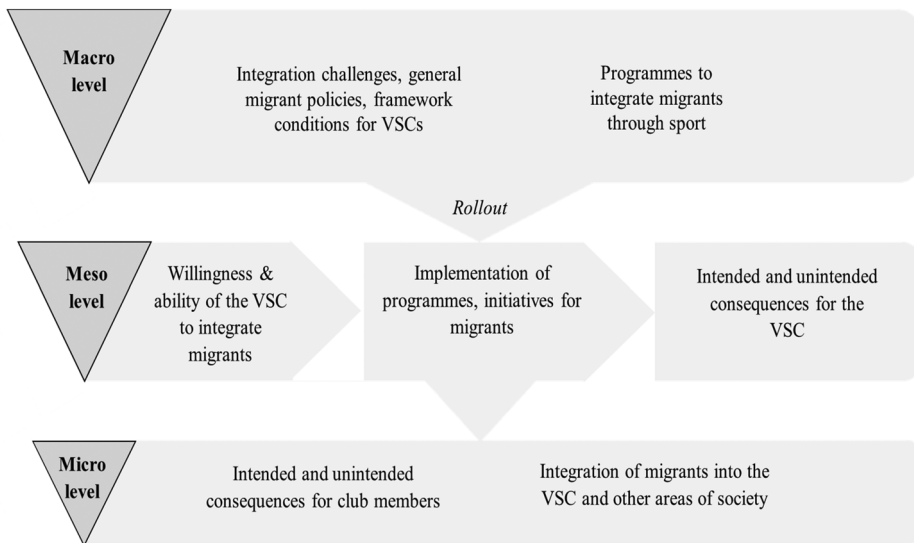 Macro
level
Integration challenges, general
migrant policies, framework
conditions for VSCs
Programmes to
integrate migrants
through sport
Rollout
Meso
level
Willingness &
ability of the VSC
to integrate
migrants
Implementation of
programmes, initiatives for
migrants
Intended and unintended
consequences for the
VSC
Micro
level
Intended and unintended
consequences for club members
Integration of migrants into the
VSC and other areas of society